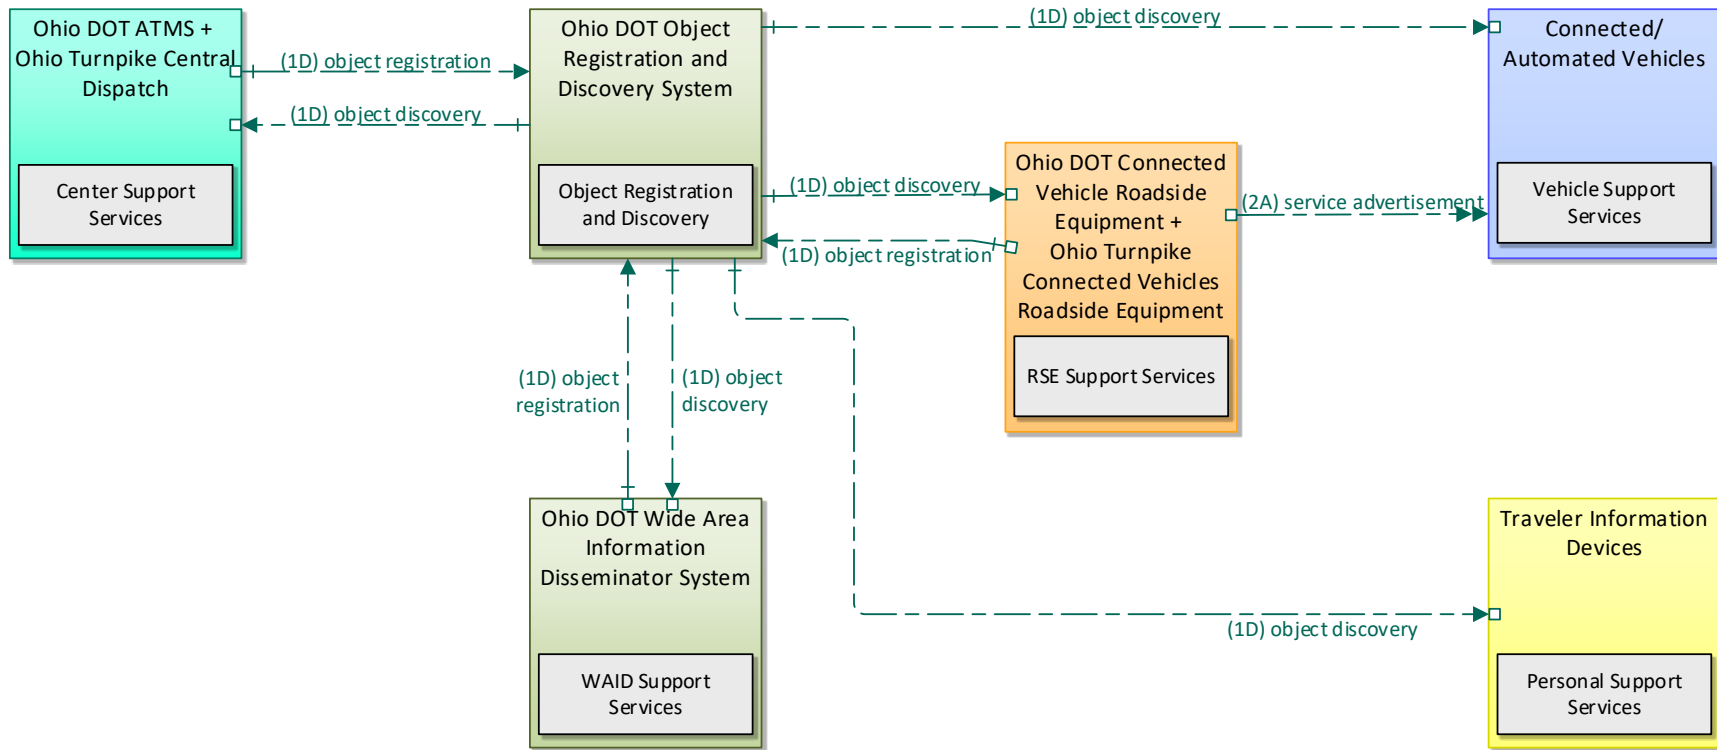 Ohio DOT ATMS +
Ohio Turnpike Central
Dispatch
Center Support
Services
(1D) object registration
(1D) object discovery
Ohio DOT Object
Registration and
Discovery System
Object Registration
and Discovery
(1D) object discovery
Connected/
Automated Vehicles
Vehicle Support
Services
(1D) object discovery
(1D) object registration
Ohio DOT Connected
Vehicle Roadside
Equipment +
Ohio Turnpike
Connected Vehicles
Roadside Equipment
RSE Support Services
(2A) service advertisement
(1D) object
registration
(1D) object
discovery
Ohio DOT Wide Area
Information
Disseminator System
WAID Support
Services
(1D) object discovery
Traveler Information
Devices
Personal Support
Services